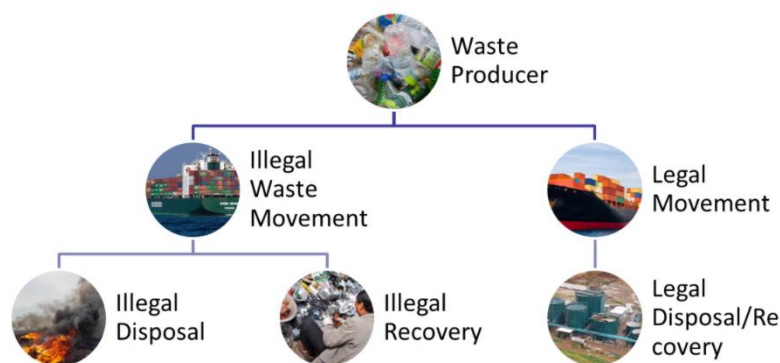 Waste
Producer
Illegal
Waste
Movement
Legal
Movement
Illegal
Disposal
Illegal
Recovery
Legal
Disposal/Re
covery